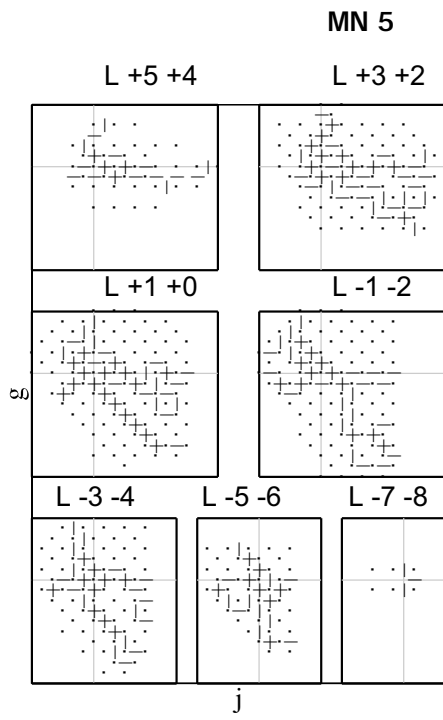 MN 5
L +5 +4
L +3 +2
L +1 +0
L -1 -2
g
L -3 -4
L -5 -6
L -7 -8
j